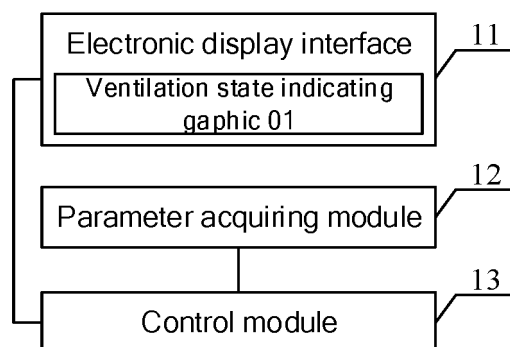 Electronic display interface
11
Ventilation state indicating
gaphic 01
12
Parameter acquiring module
13
Control module